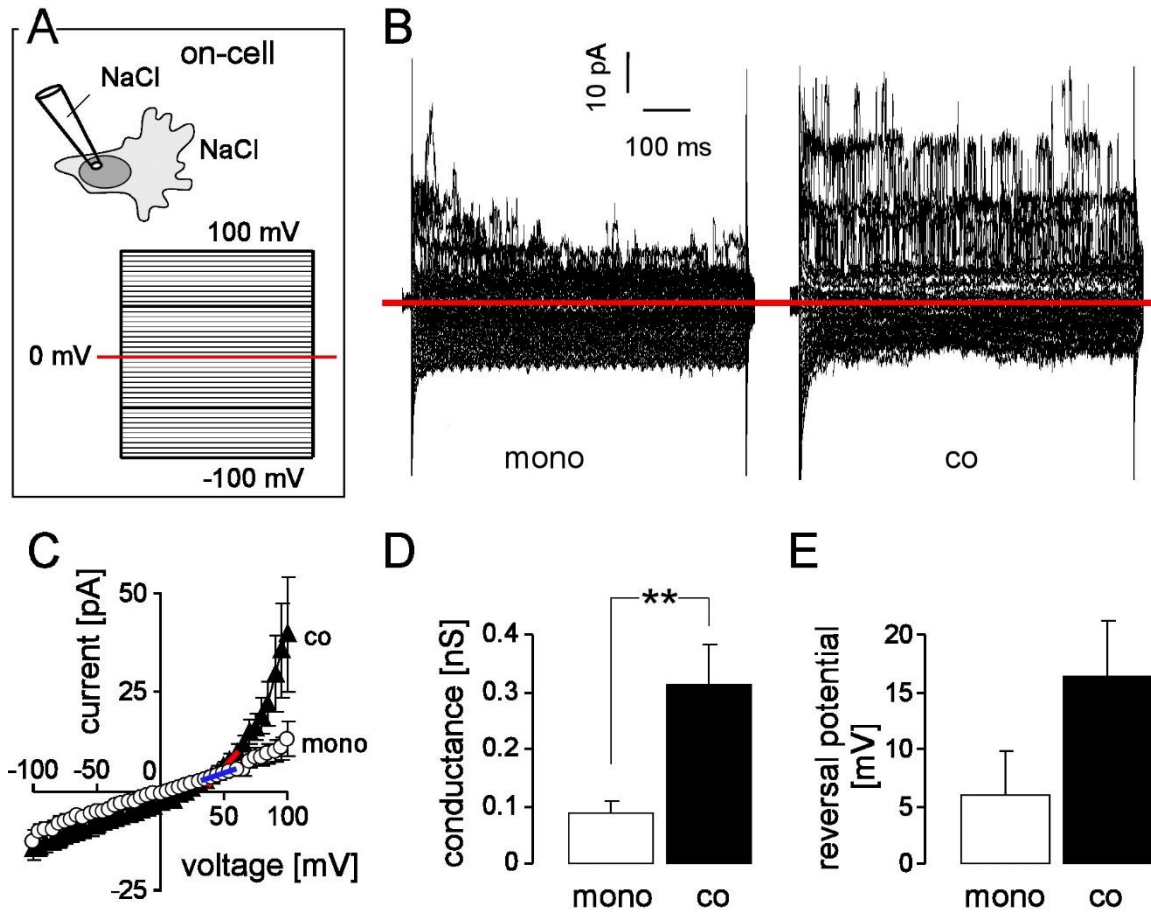 A
on-cell
NaCl
NaCl
100 mV
0 mV
-100 mV
B
10 pA
100 ms
mono
co
C
current [pA]
50
25
-25
-100
-50
0
50
100
voltage [mV]
co
mono
D
conductance [nS]
0.4
0.3
0.2
0.1
0
**
mono
co
E
reversal potential
[mV]
20
15
10
5
0
mono
co